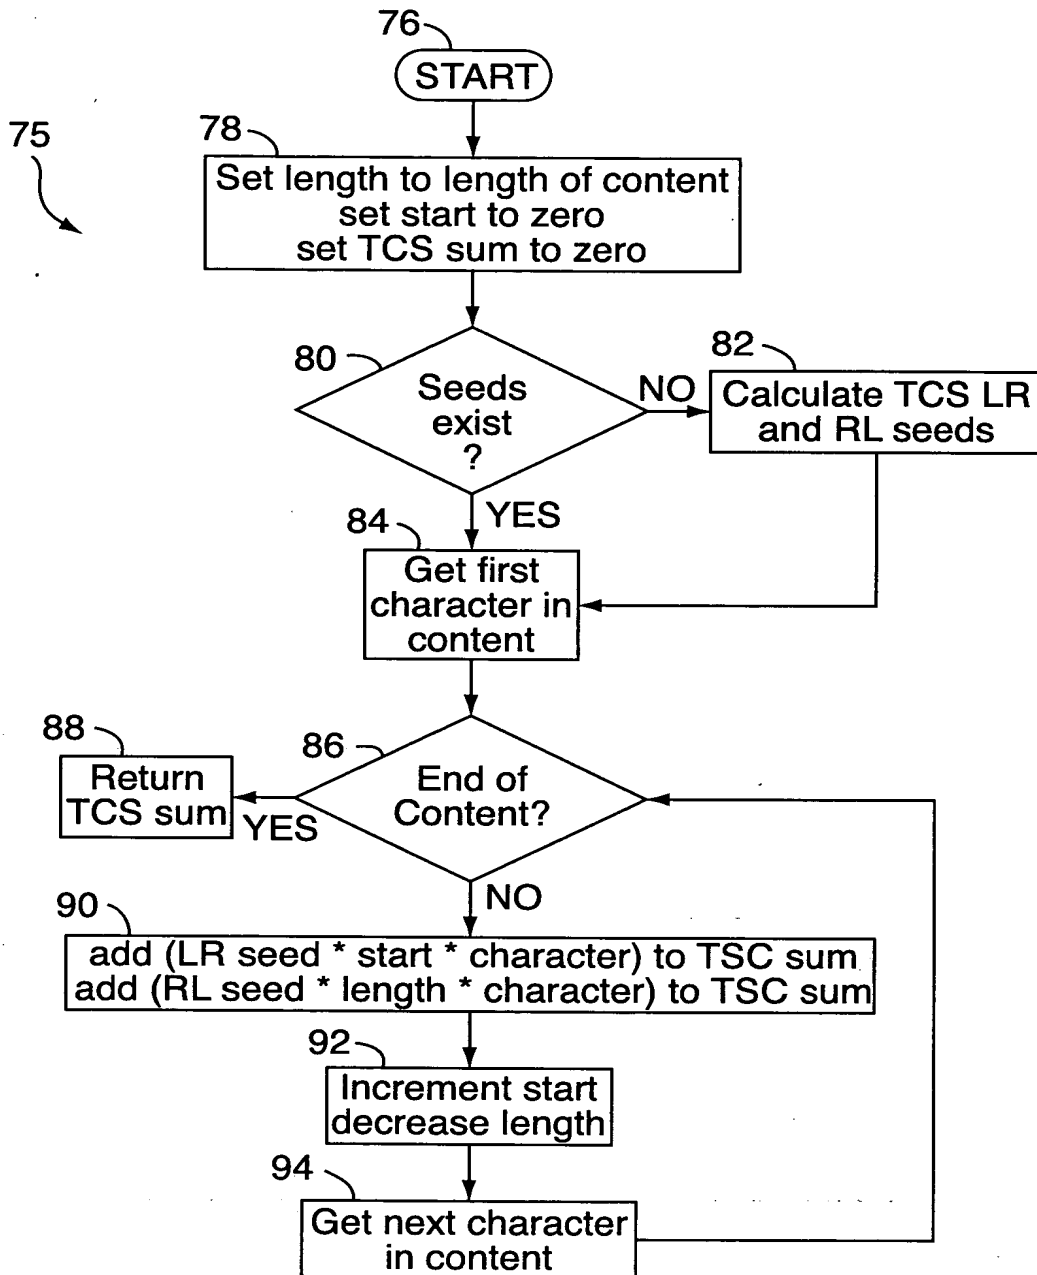 76
START
75
78
Set length to length of content
set start to zero
set TCS sum to zero
80
Seeds
exist
?
NO
82
Calculate TCS LR
and RL seeds
YES
84
Get first
character in
content
86
End of
Content?
88
Return
TCS sum
YES
NO
90
add (LR seed * start * character) to TSC sum
add (RL seed * length * character) to TSC sum
92
Increment start
decrease length
94
Get next character
in content